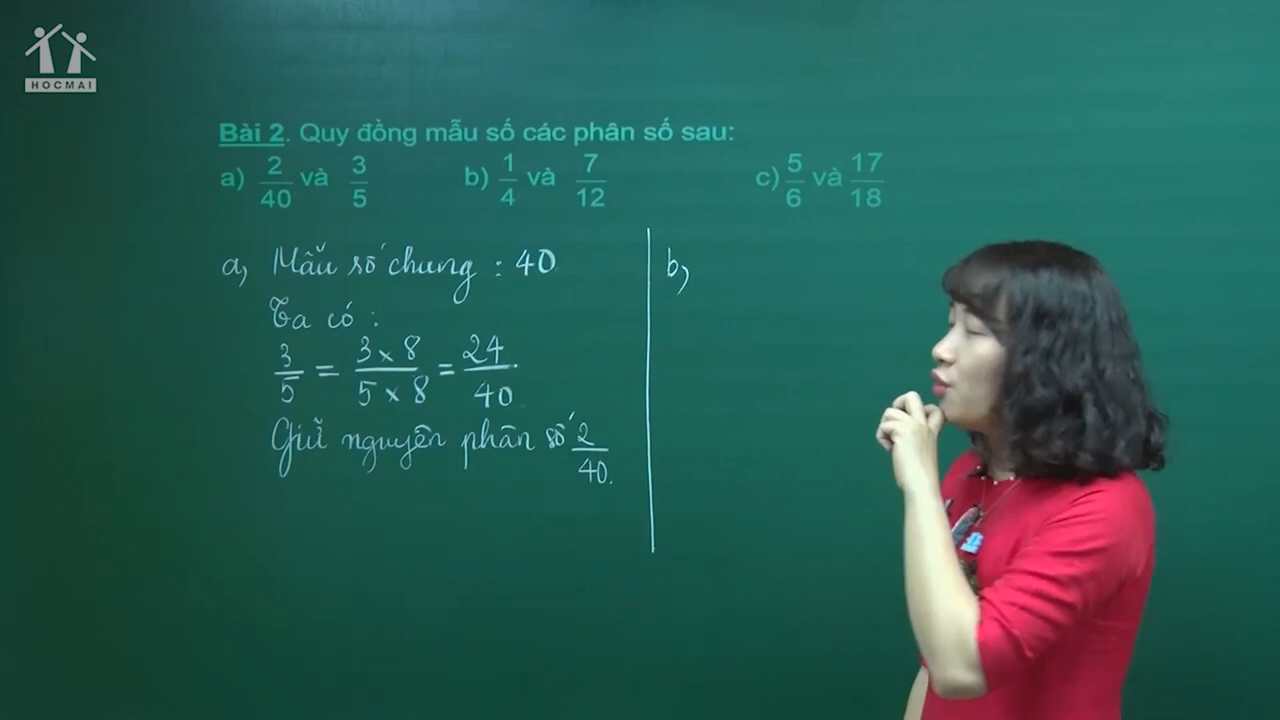 HOCMAI
Bài 2. Quy đồng mẫu số các phân số sau:
a) 2/40 và 3/5 b) 1/4 và 7/12 c) 5/6 và 17/18
a, Mẫu số chung : 40
Ta có :
3/5 = 3 x 8/5 x 8 = 24/40
Giữ nguyên phân số 2/40.
b,